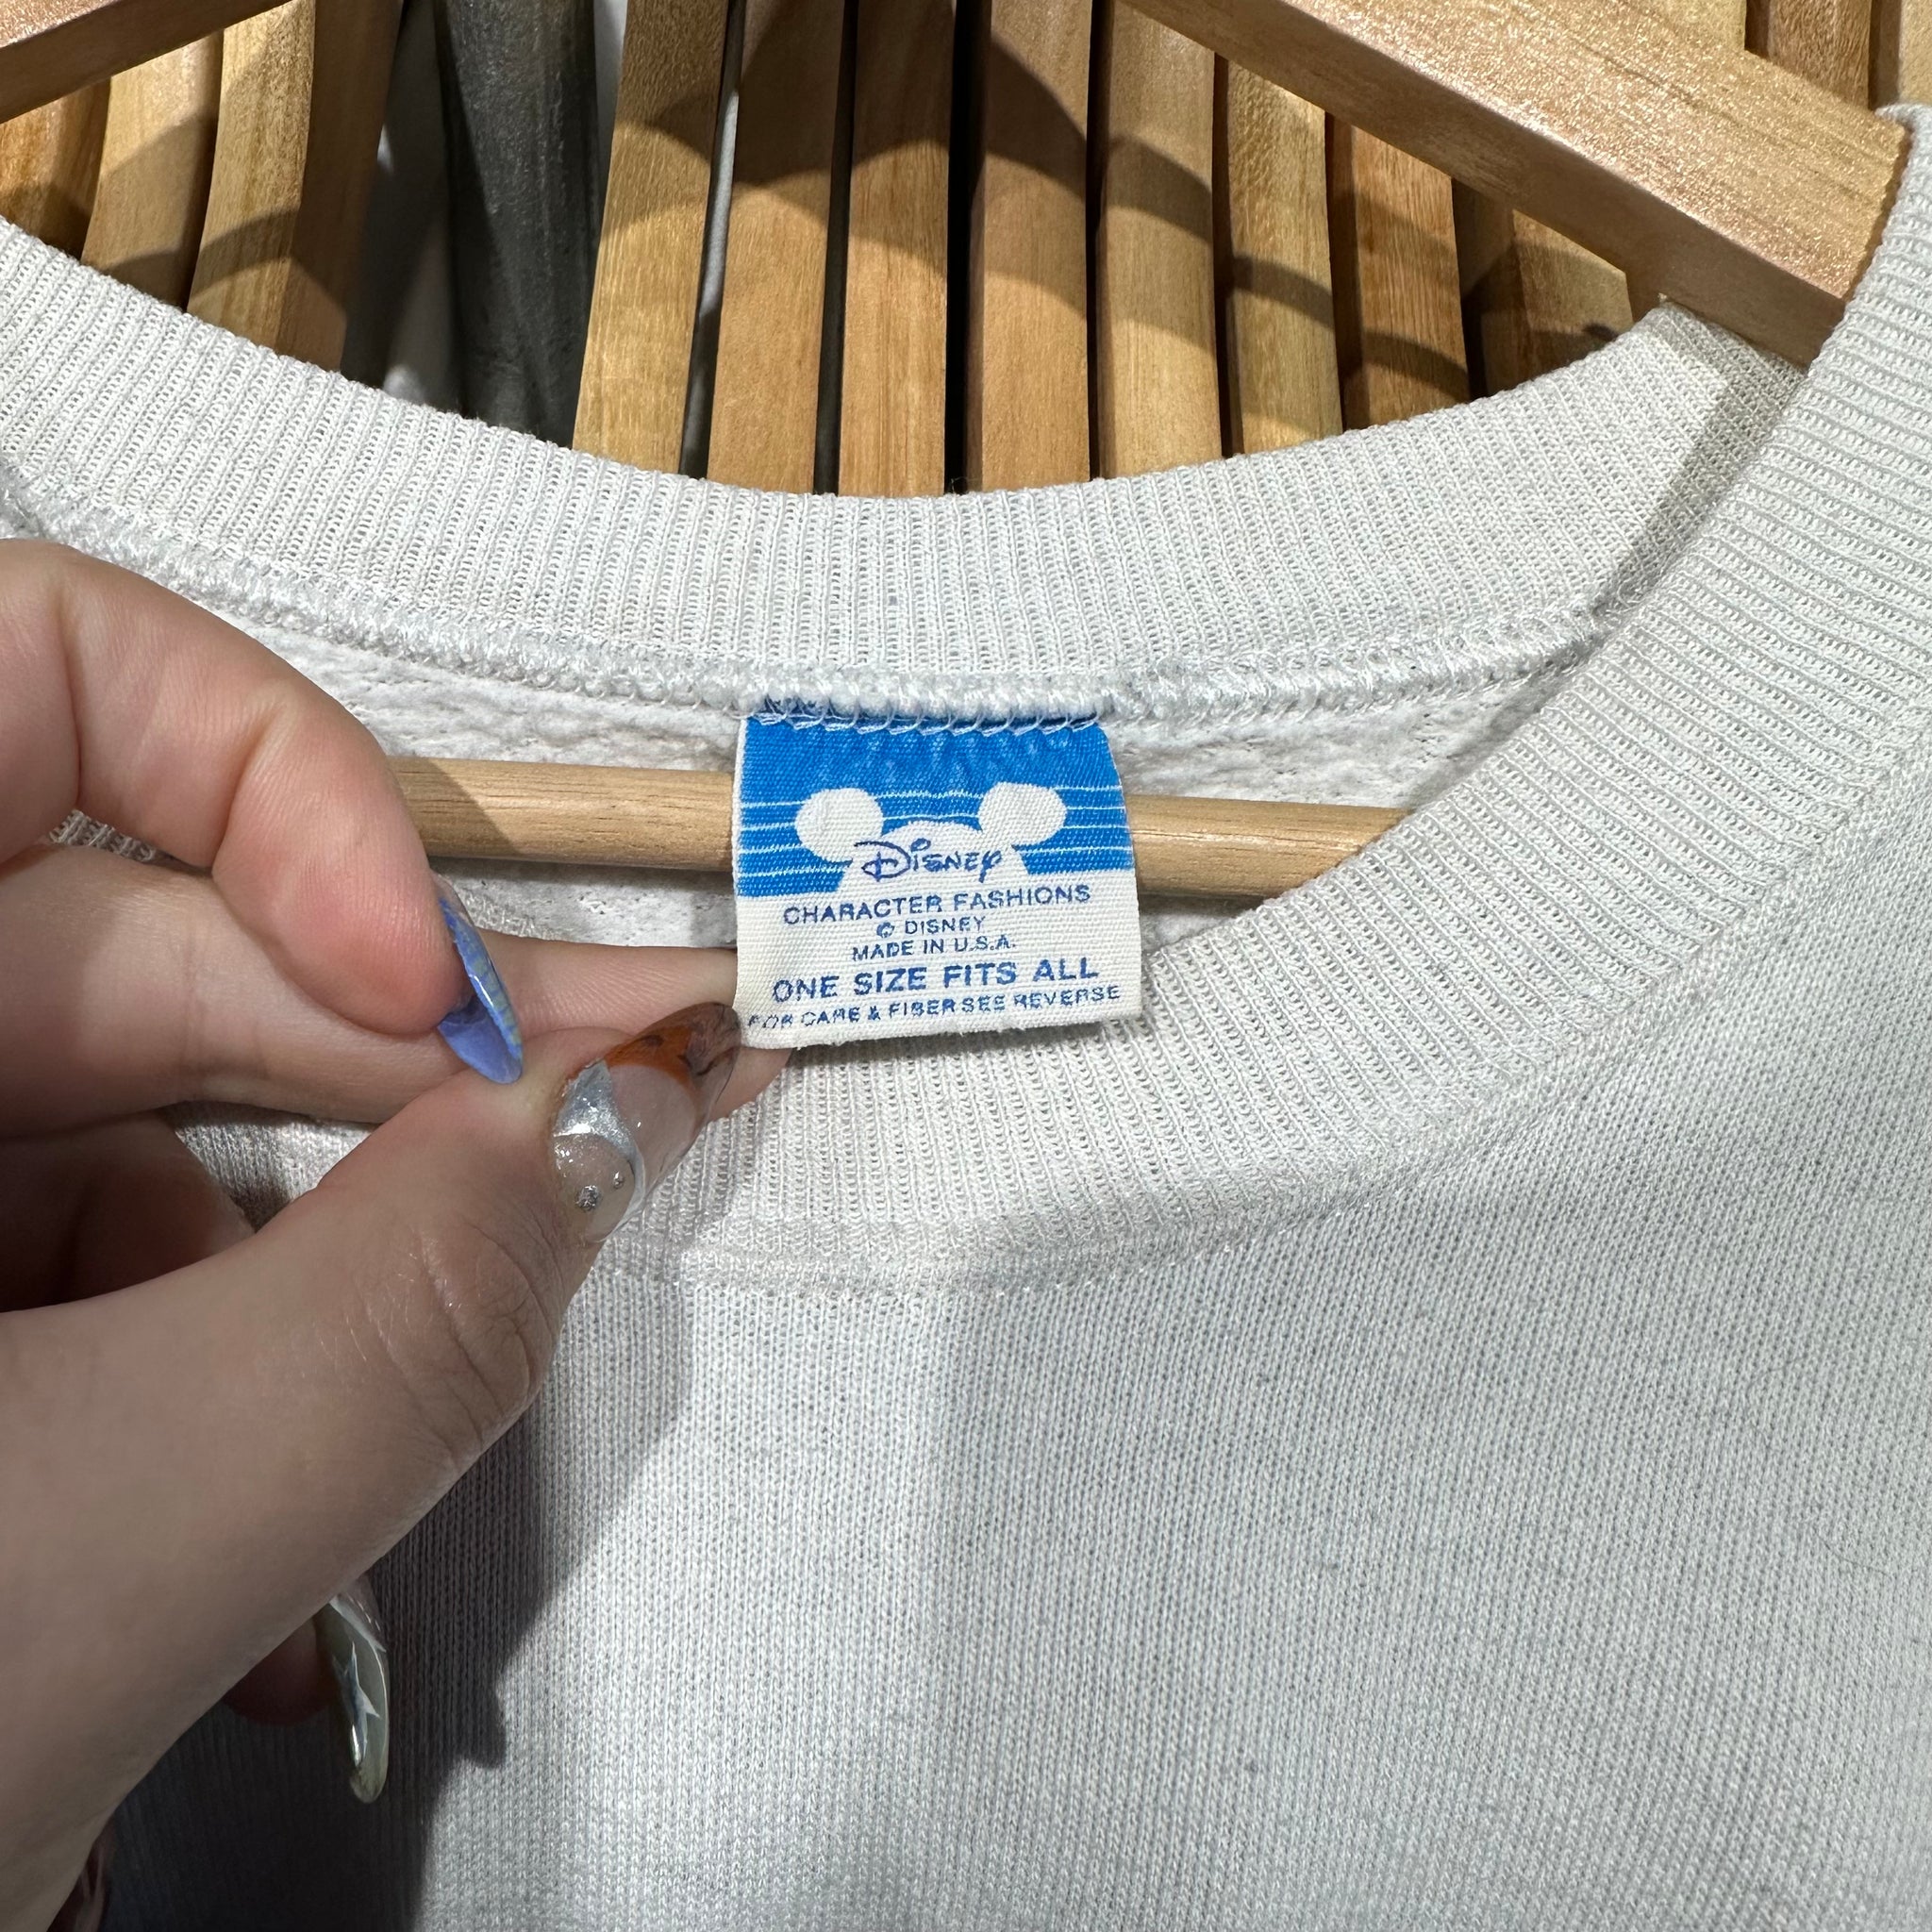 Disney
CHARACTER FASHIONS
© DISNEY
MADE IN U.S.A.
ONE SIZE FITS ALL
FOR CARE & FIBER SEE REVERSE